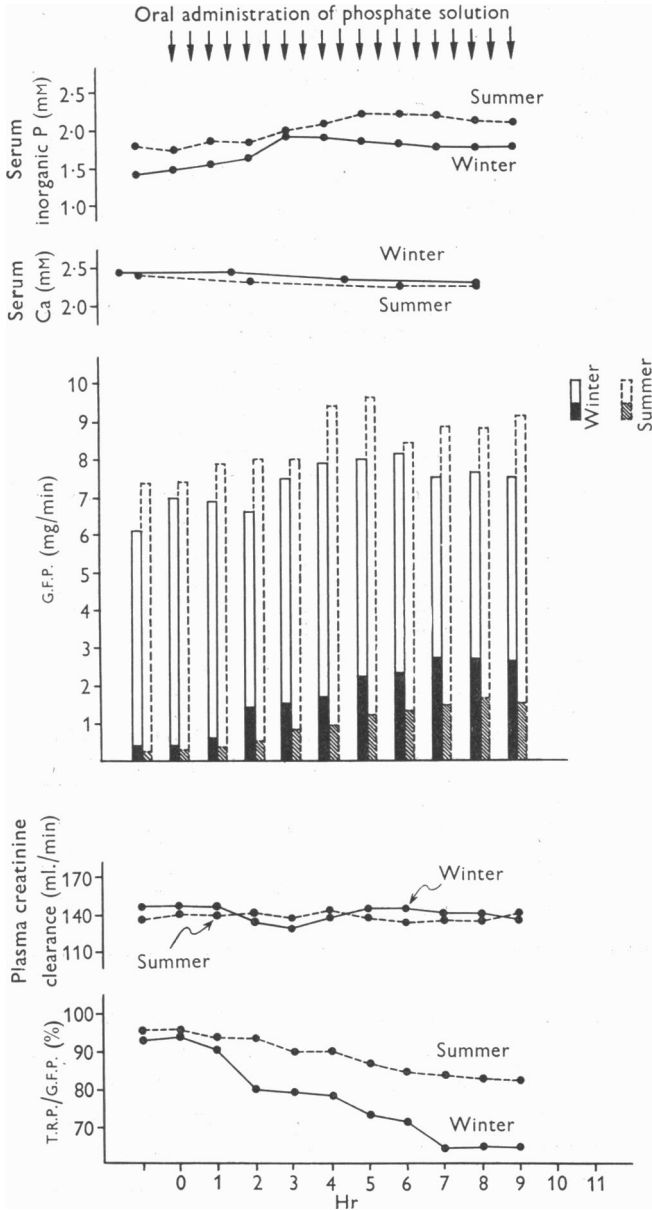 Oral administration of phosphate solution
Serum
inorganic P (mM)
2·5
2·0
1·5
1·0
Summer
Winter
Serum
Ca (mM)
2·5
2·0
Winter
Summer
G.F.P. (mg/min)
10
9
8
7
6
5
4
3
2
1
Winter
Summer
Plasma creatinine
clearance (ml./min)
170
140
110
Winter
Summer
T.R.P./G.F.P. (%)
100
90
80
70
Summer
Winter
0 1 2 3 4 5 6 7 8 9 10 11
Hr